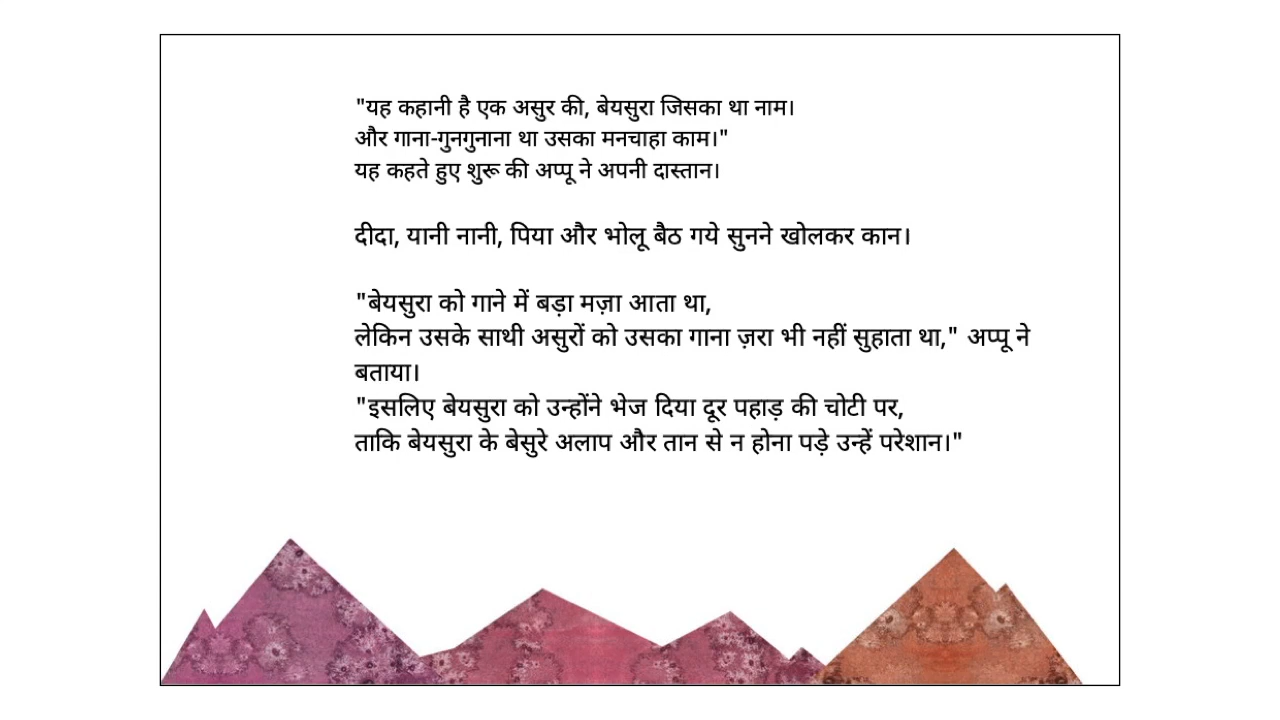 "यह कहानी है एक असुर की, बेयसुरा जिसका था नाम।
और गाना-गुनगुनाना था उसका मनचाहा काम।"
यह कहते हुए शुरू की अप्पू ने अपनी दास्तान।
दीदा, यानी नानी, पिया और भोलू बैठ गये सुनने खोलकर कान।
"बेयसुरा को गाने में बड़ा मज़ा आता था,
लेकिन उसके साथी असुरों को उसका गाना ज़रा भी नहीं सुहाता था," अप्पू ने
बताया।
"इसलिए बेयसुरा को उन्होंने भेज दिया दूर पहाड़ की चोटी पर,
ताकि बेयसुरा के बेसुरे अलाप और तान से न होना पड़े उन्हें परेशान।"